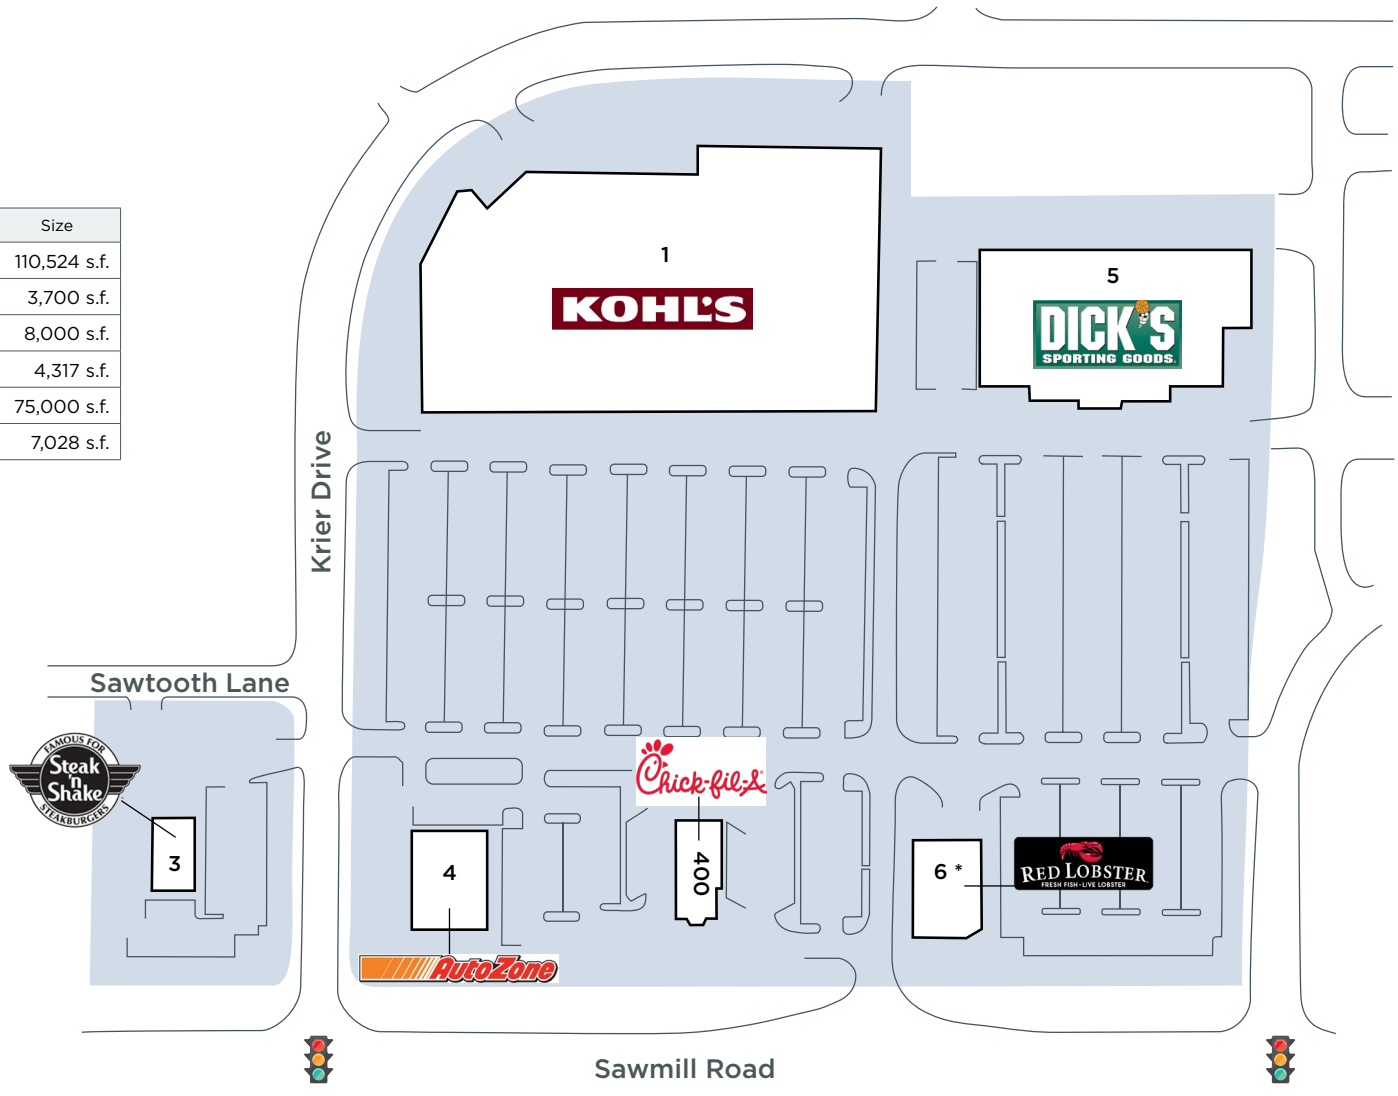 Size
110,524 s.f.
3,700 s.f.
8,000 s.f.
4,317 s.f.
75,000 s.f.
7,028 s.f.
1
KOHL'S
5
DICK'S
SPORTING GOODS.
Krier Drive
Sawtooth Lane
FAMOUS FOR
Steak
'n
Shake
STEAKBURGERS
3
Chick-fil-A
4
400
6 *
RED LOBSTER
FRESH FISH • LIVE LOBSTER
AutoZone
Sawmill Road